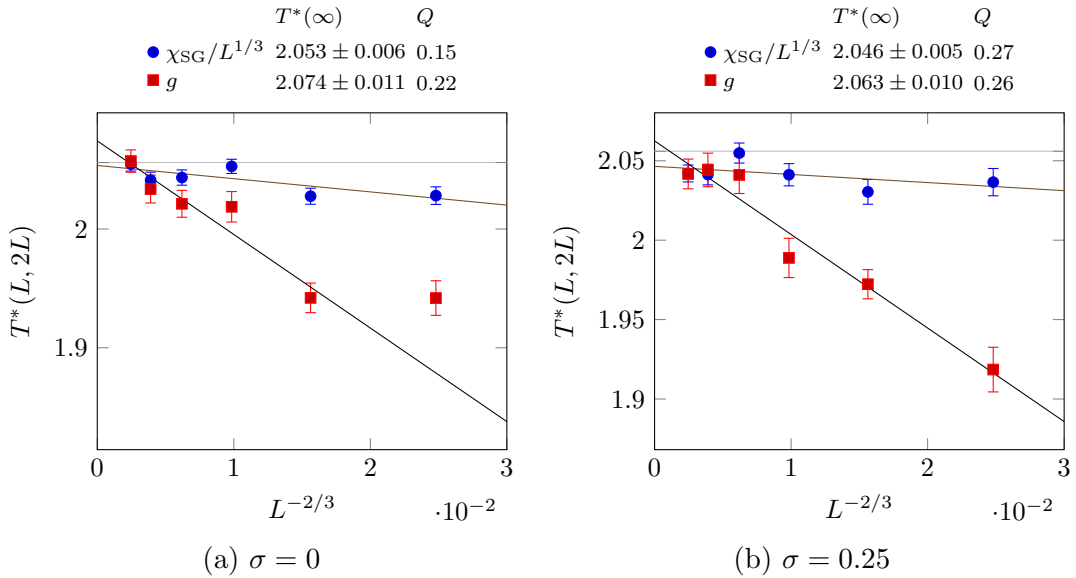 T*(∞) Q
χSG/L^{1/3} 2.053 ± 0.006 0.15
g 2.074 ± 0.011 0.22
2
1.9
0 1 2 3
·10^{-2}
L^{-2/3}
T*(L, 2L)
(a) σ = 0
T*(∞) Q
χSG/L^{1/3} 2.046 ± 0.005 0.27
g 2.063 ± 0.010 0.26
2.05
2
1.95
1.9
0 1 2 3
·10^{-2}
L^{-2/3}
T*(L, 2L)
(b) σ = 0.25